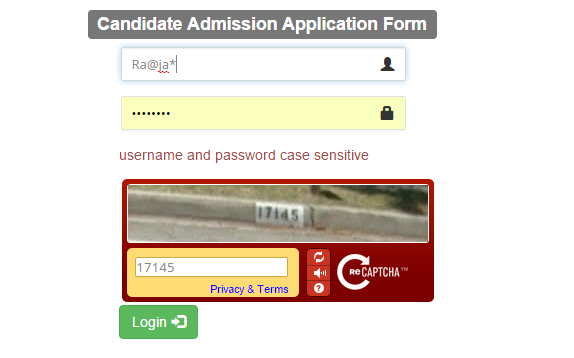 Candidate Admission Application Form
Ra@ja*
••••••••
username and password case sensitive
17145
17145
Privacy & Terms
ReCAPTCHA™
Login